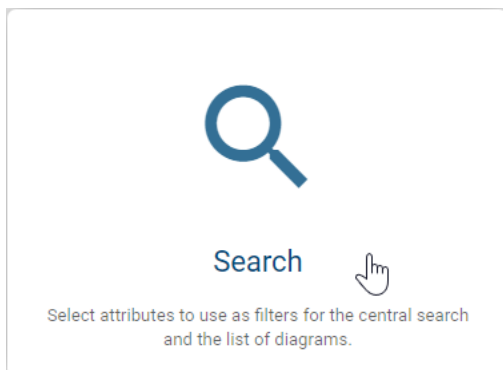 Search
Select attributes to use as filters for the central search
and the list of diagrams.